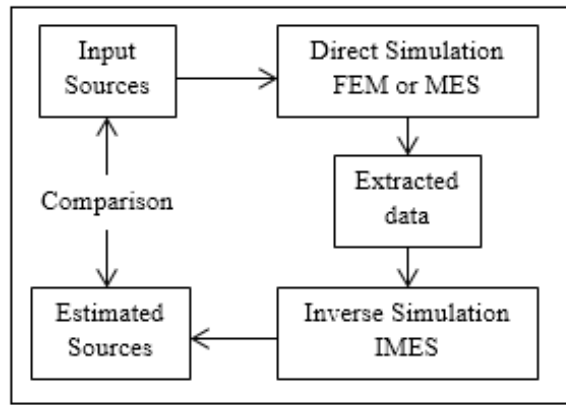 Input
Sources
Direct Simulation
FEM or MES
Extracted
data
Comparison
Estimated
Sources
Inverse Simulation
IMES